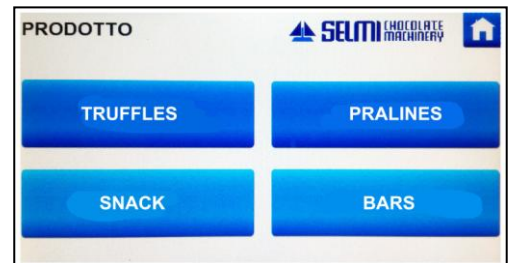 PRODOTTO
SELMI CHOCOLATE MACHINERY
TRUFFLES
PRALINES
SNACK
BARS